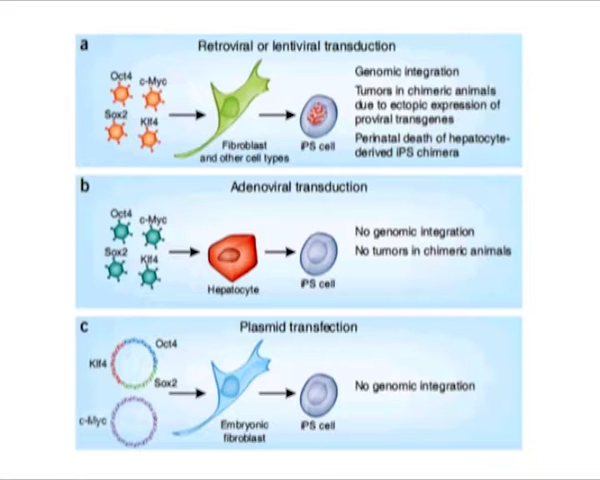 a
Retroviral or lentiviral transduction
Oct4
c-Myc
Sox2
Klf4
Fibroblast
and other cell types
iPS cell
Genomic integration
Tumors in chimeric animals
due to ectopic expression of
proviral transgenes
Perinatal death of hepatocyte-
derived iPS chimera
b
Adenoviral transduction
Oct4
c-Myc
Sox2
Klf4
Hepatocyte
iPS cell
No genomic integration
No tumors in chimeric animals
c
Plasmid transfection
Oct4
Klf4
Sox2
c-Myc
Embryonic
fibroblast
iPS cell
No genomic integration